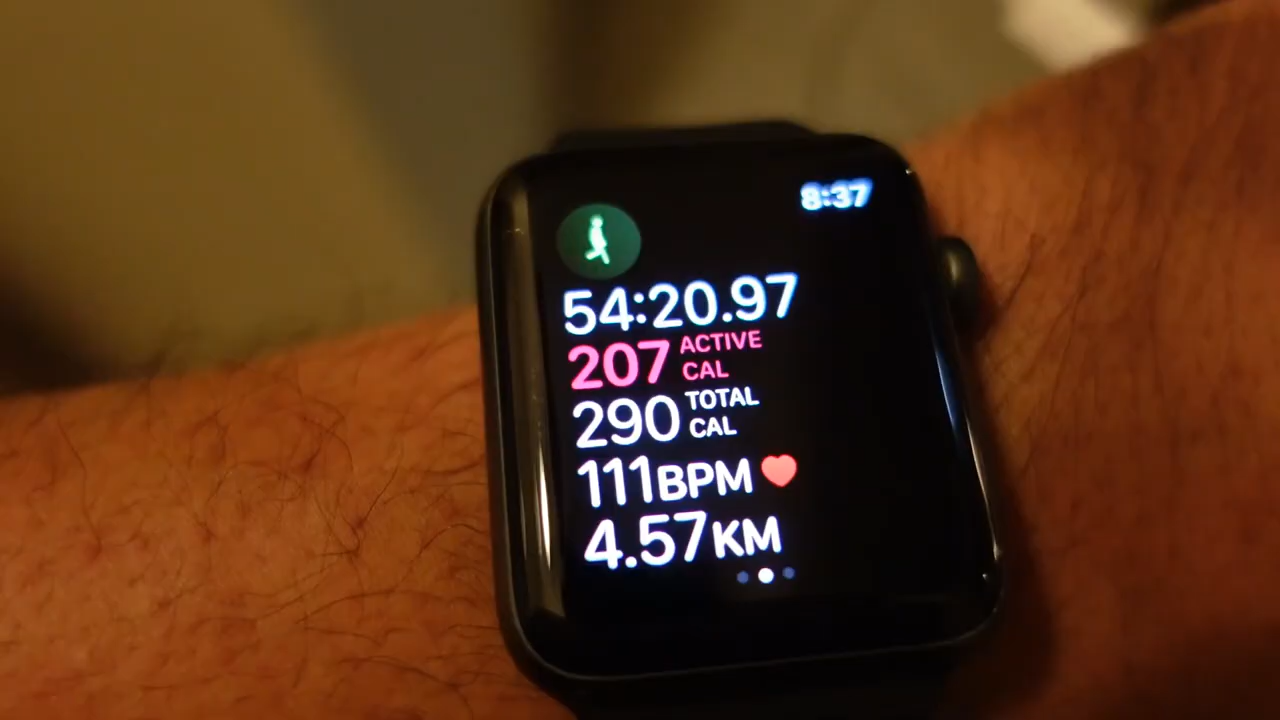 8:37
54:20.97
207 ACTIVE CAL
290 TOTAL CAL
111BPM
4.57KM